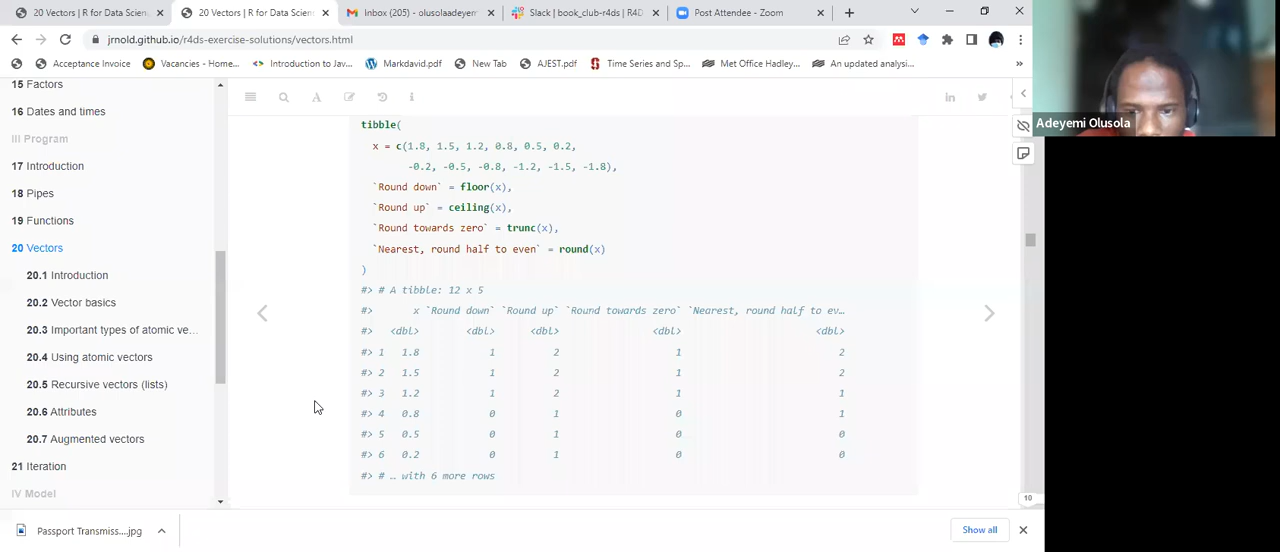 20 Vectors | R for Data Scien
20 Vectors | R for Data Scien
Inbox (205) - olusolaadeyem
Slack | book_club-r4ds | R4D
Post Attendee - Zoom
jrnold.github.io/r4ds-exercise-solutions/vectors.html
Acceptance Invoice
Vacancies - Home...
Introduction to Jav...
Markdavid.pdf
New Tab
AJEST.pdf
Time Series and Sp...
Met Office Hadley...
An updated analysi...
»
15 Factors
16 Dates and times
III Program
17 Introduction
18 Pipes
19 Functions
20 Vectors
20.1 Introduction
20.2 Vector basics
20.3 Important types of atomic ve...
20.4 Using atomic vectors
20.5 Recursive vectors (lists)
20.6 Attributes
20.7 Augmented vectors
21 Iteration
IV Model
tibble(
x = c(1.8, 1.5, 1.2, 0.8, 0.5, 0.2,
-0.2, -0.5, -0.8, -1.2, -1.5, -1.8),
`Round down` = floor(x),
`Round up` = ceiling(x),
`Round towards zero` = trunc(x),
`Nearest, round half to even` = round(x)
)
#> # A tibble: 12 x 5
#> x `Round down` `Round up` `Round towards zero` `Nearest, round half to ev…
#> <dbl> <dbl> <dbl> <dbl> <dbl>
#> 1 1.8 1 2 1 2
#> 2 1.5 1 2 1 2
#> 3 1.2 1 2 1 1
#> 4 0.8 0 1 0 1
#> 5 0.5 0 1 0 0
#> 6 0.2 0 1 0 0
#> # … with 6 more rows
Adeyemi Olusola
10
Passport Transmiss....jpg
Show all